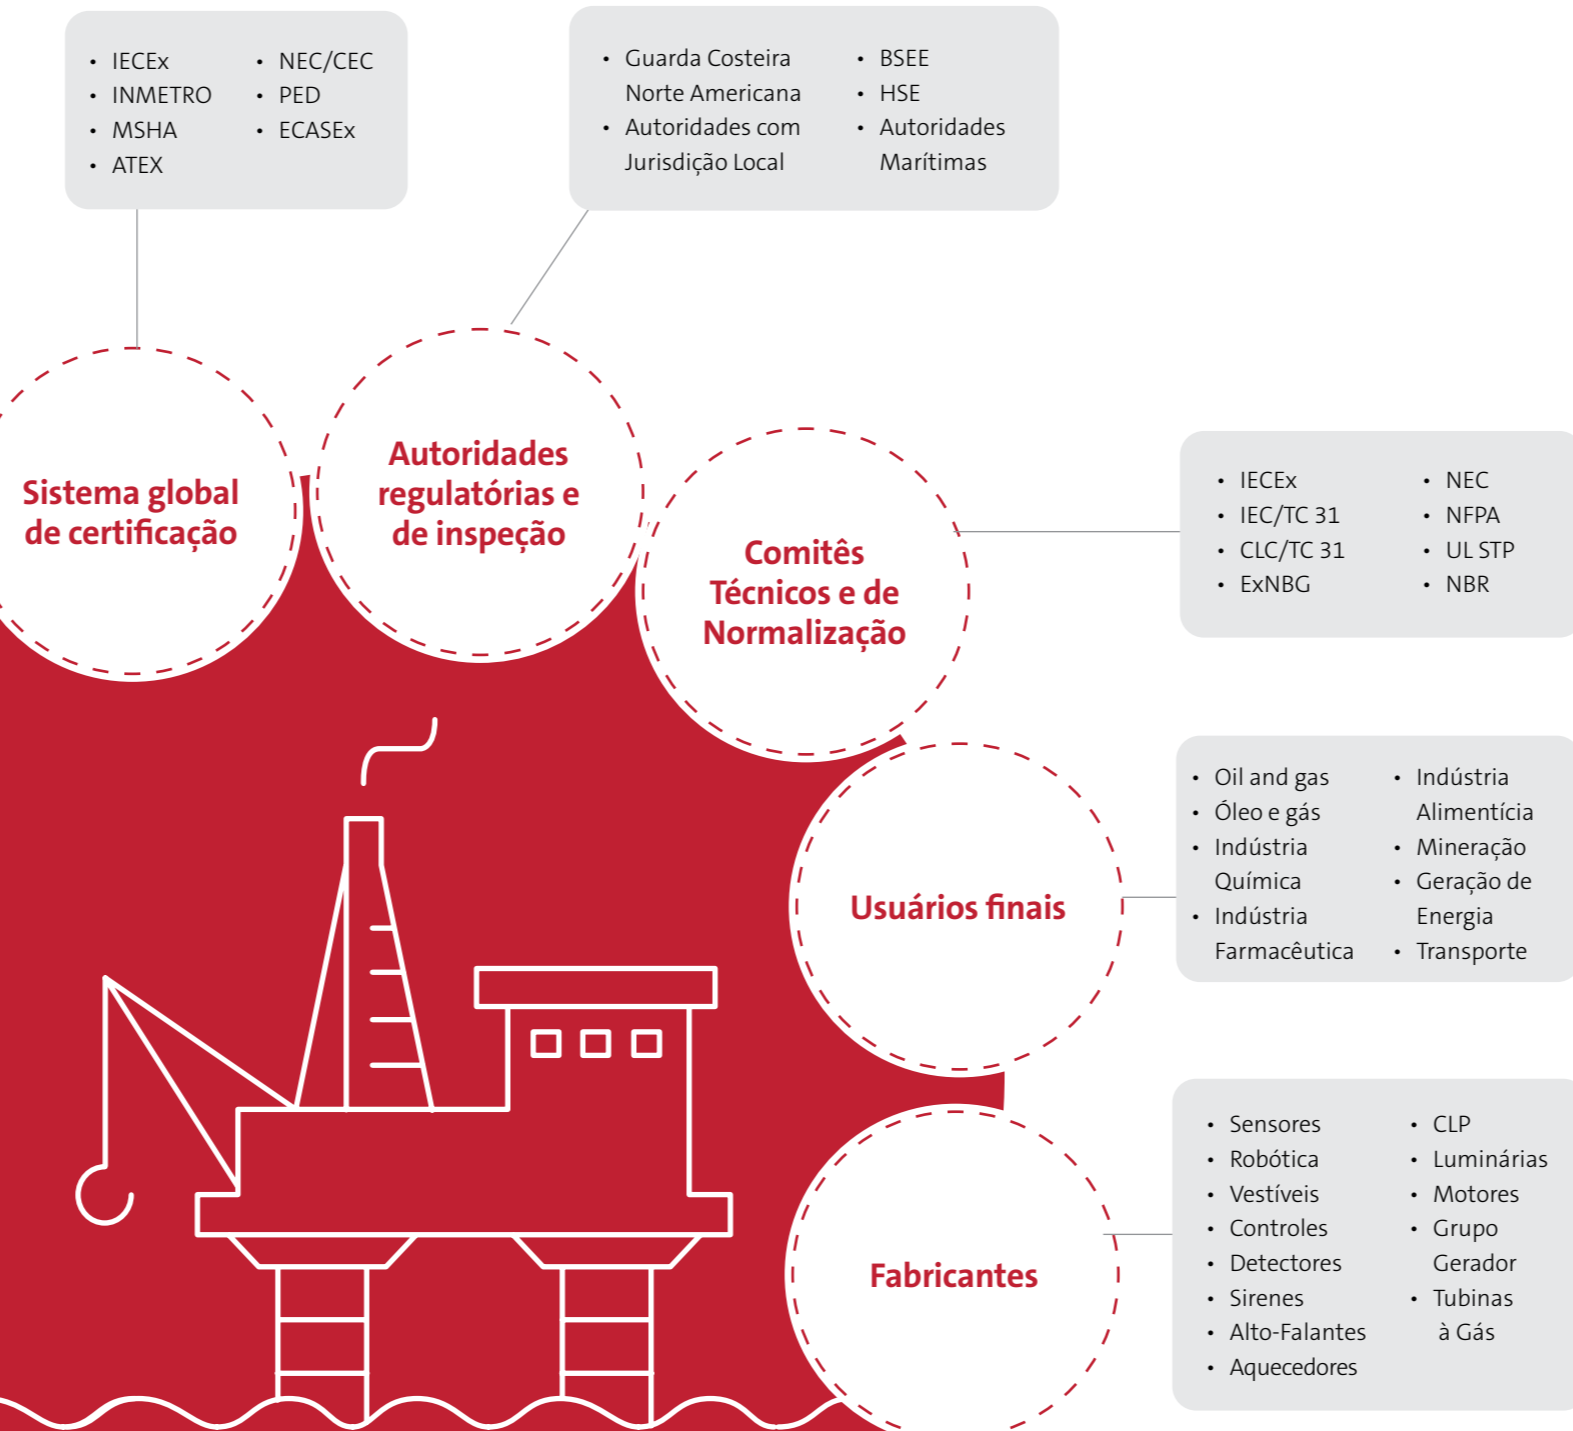 • IECEx
• INMETRO
• MSHA
• ATEX
• NEC/CEC
• PED
• ECASEx
• Guarda Costeira
Norte Americana
• Autoridades com
Jurisdição Local
• BSEE
• HSE
• Autoridades
Marítimas
Sistema global
de certificação
Autoridades
regulatórias e
de inspeção
Comitês
Técnicos e de
Normalização
• IECEx
• IEC/TC 31
• CLC/TC 31
• ExNBG
• NEC
• NFPA
• UL STP
• NBR
Usuários finais
• Oil and gas
• Óleo e gás
• Indústria
Química
• Indústria
Farmacêutica
• Indústria
Alimentícia
• Mineração
• Geração de
Energia
• Transporte
Fabricantes
• Sensores
• Robótica
• Vestíveis
• Controles
• Detectores
• Sirenes
• Alto-Falantes
• Aquecedores
• CLP
• Luminárias
• Motores
• Grupo
Gerador
• Tubinas
à Gás